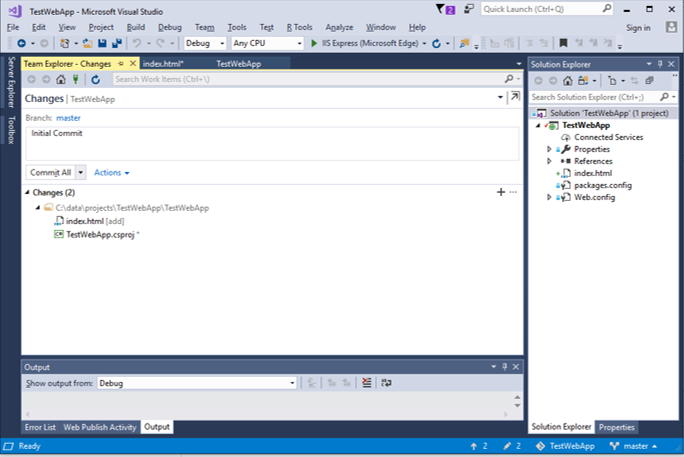 TestWebApp - Microsoft Visual Studio
2
Quick Launch (Ctrl+Q)
File Edit View Project Build Debug Team Tools Test R Tools Analyze Window Help
Sign in
Debug Any CPU IIS Express (Microsoft Edge)
Server Explorer
Toolbox
Team Explorer - Changes index.html* TestWebApp
Search Work Items (Ctrl+\)
Changes | TestWebApp
Branch: master
Initial Commit
Commit All Actions
Changes (2)
C:\data\projects\TestWebApp\TestWebApp
index.html [add]
TestWebApp.csproj *
Output
Show output from: Debug
Error List Web Publish Activity Output
Solution Explorer
Search Solution Explorer (Ctrl+;)
Solution 'TestWebApp' (1 project)
TestWebApp
Connected Services
Properties
References
index.html
packages.config
Web.config
Solution Explorer Properties
Ready 2 2 TestWebApp master